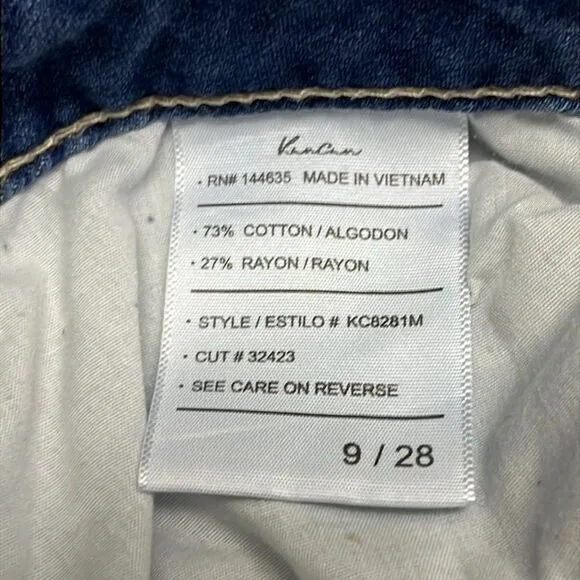 KanCan
· RN# 144635 MADE IN VIETNAM
· 73% COTTON / ALGODON
· 27% RAYON / RAYON
· STYLE / ESTILO # KC8281M
· CUT # 32423
· SEE CARE ON REVERSE
9 / 28